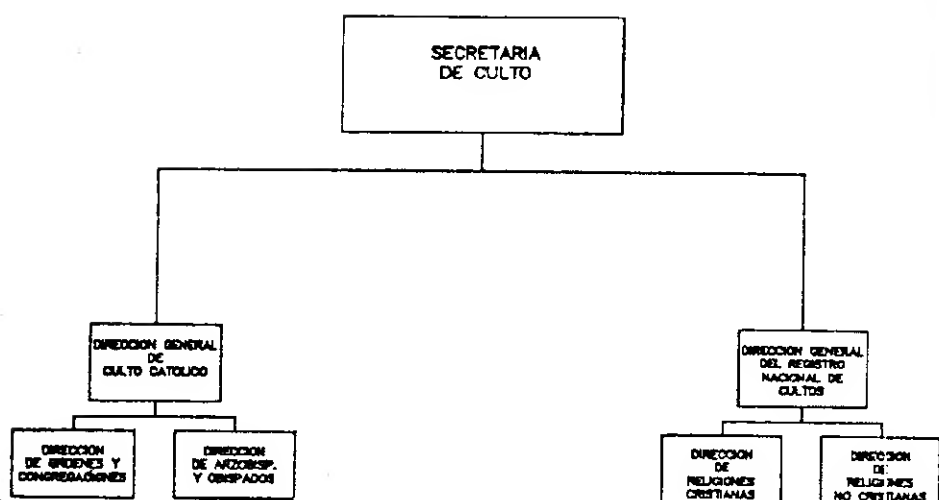 SECRETARIA
DE CULTO
DIRECCION GENERAL
DE
CULTO CATOLICO
DIRECCION GENERAL
DEL REGISTRO
NACIONAL DE
CULTOS
DIRECCION
DE ORDENES Y
CONGREGACIONES
DIRECCION
DE ARZOBISP.
Y OBISPADOS
DIRECCION
DE
RELIGIONES
CRISTIANAS
DIRECCION
DE
RELIGIONES
NO CRISTIANAS